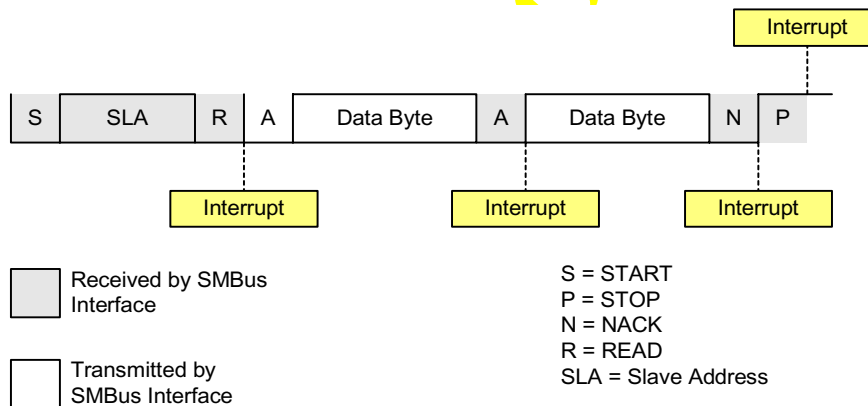 Interrupt
S SLA R A Data Byte A Data Byte N P
Interrupt Interrupt Interrupt
Received by SMBus
Interface
Transmitted by
SMBus Interface
S = START
P = STOP
N = NACK
R = READ
SLA = Slave Address